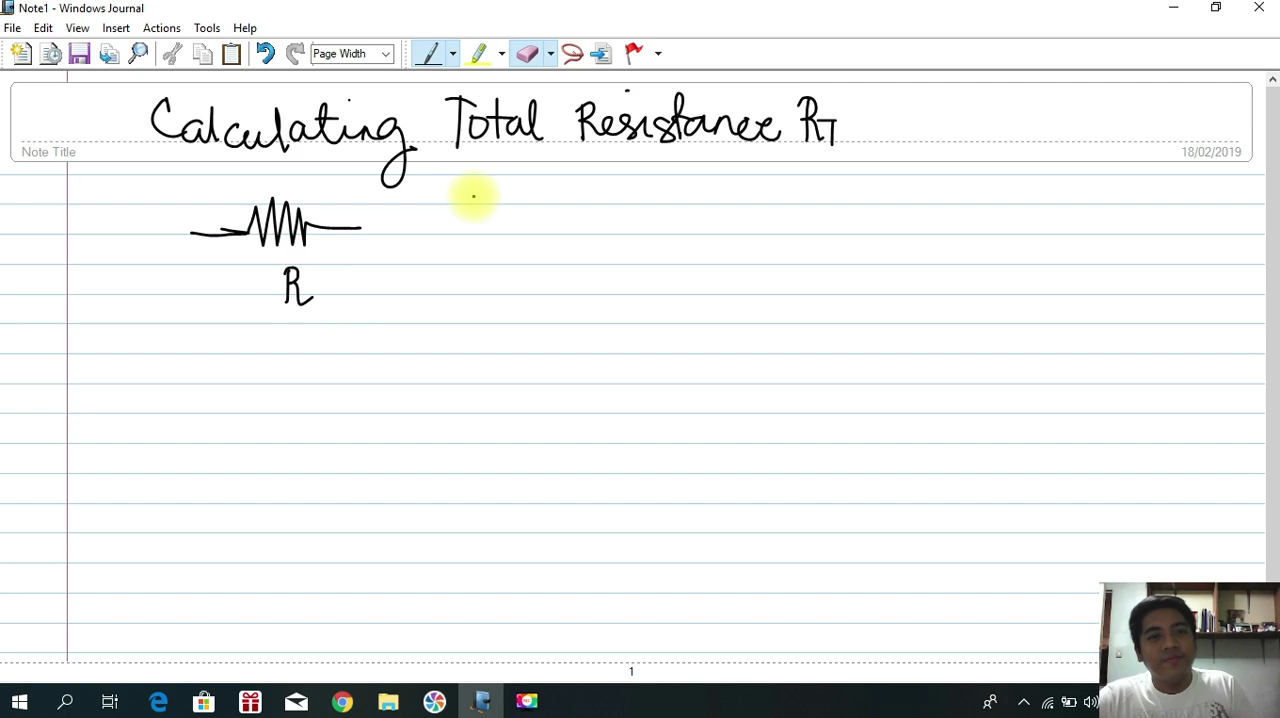 Note1 - Windows Journal
File Edit View Insert Actions Tools Help
Page Width
Calculating Total Resistance RT
Note Title
18/02/2019
R
1